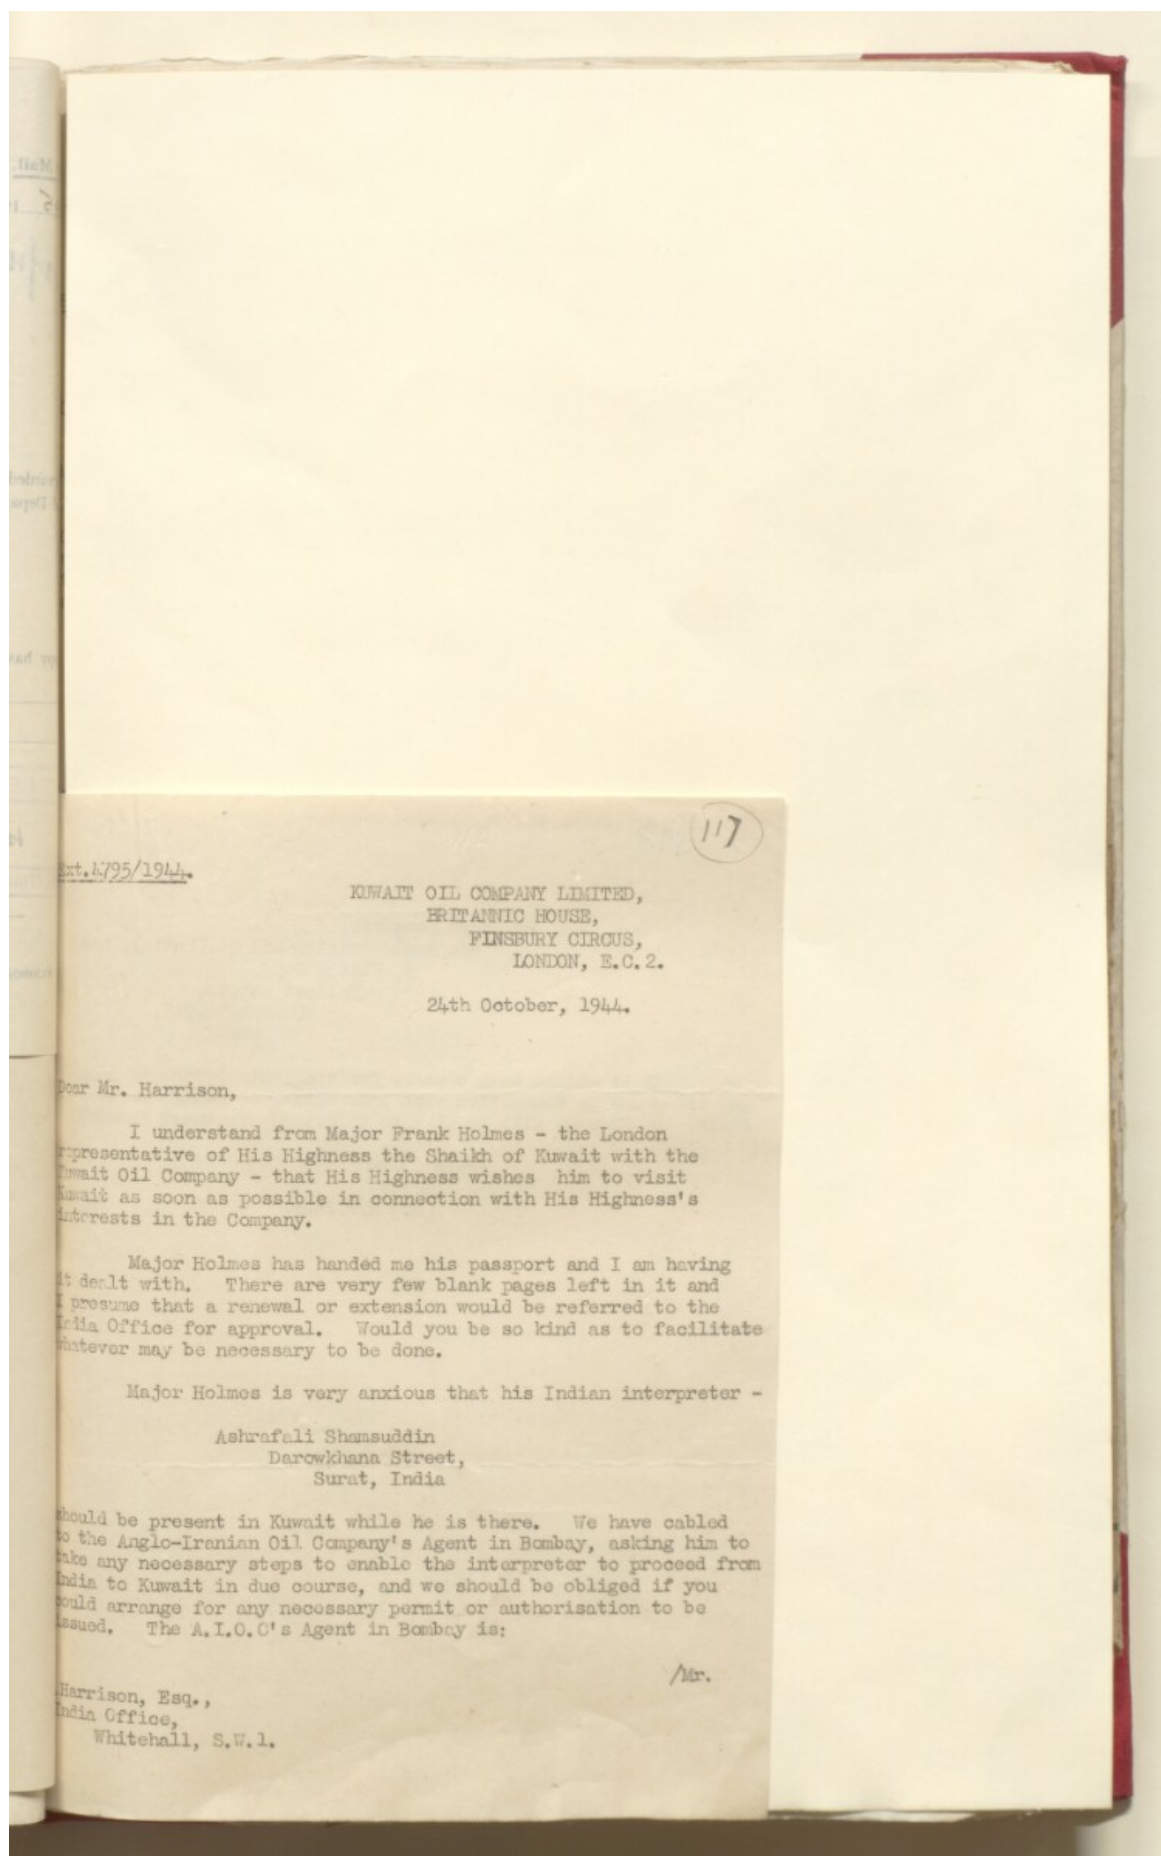 117
Ext.4795/1944.
KUWAIT OIL COMPANY LIMITED,
BRITANNIC HOUSE,
FINSBURY CIRCUS,
LONDON, E.C.2.
24th October, 1944.
Dear Mr. Harrison,
I understand from Major Frank Holmes - the London
representative of His Highness the Shaikh of Kuwait with the
Kuwait Oil Company - that His Highness wishes him to visit
Kuwait as soon as possible in connection with His Highness's
interests in the Company.
Major Holmes has handed me his passport and I am having
it dealt with. There are very few blank pages left in it and
I presume that a renewal or extension would be referred to the
India Office for approval. Would you be so kind as to facilitate
whatever may be necessary to be done.
Major Holmes is very anxious that his Indian interpreter -
Ashrafali Shamsuddin
Darowkhana Street,
Surat, India
should be present in Kuwait while he is there. We have cabled
to the Anglo-Iranian Oil Company's Agent in Bombay, asking him to
take any necessary steps to enable the interpreter to proceed from
India to Kuwait in due course, and we should be obliged if you
could arrange for any necessary permit or authorisation to be
issued. The A.I.O.C's Agent in Bombay is:
/Mr.
Harrison, Esq.,
India Office,
Whitehall, S.W.1.